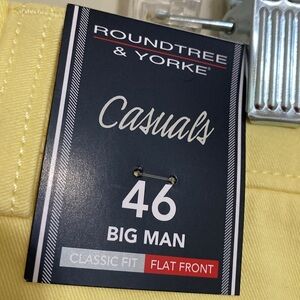 ROUNDTREE
& YORKE
Casuals
46
BIG MAN
CLASSIC FIT FLAT FRONT